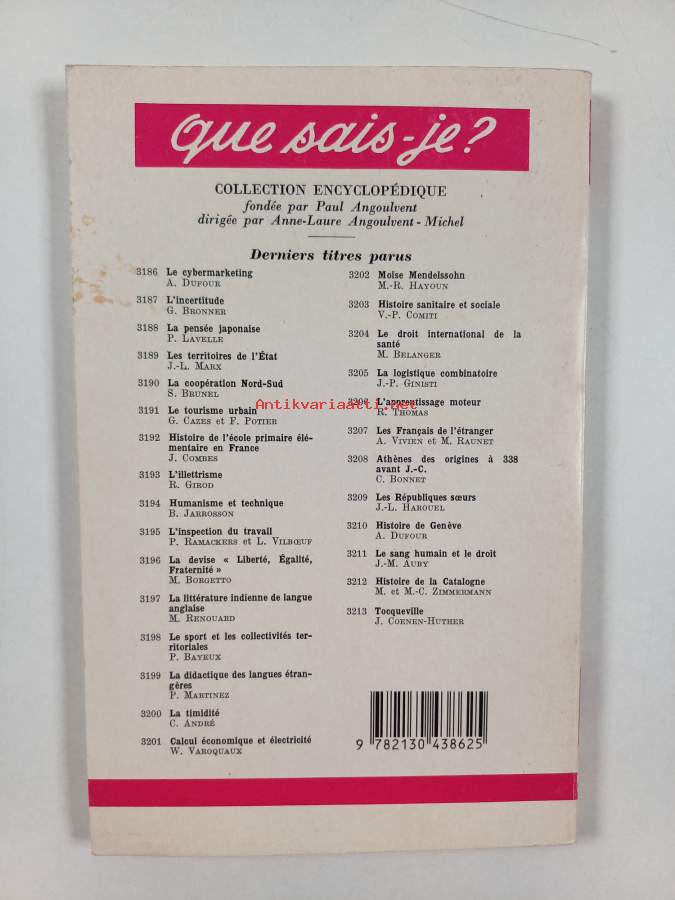 que sais-je?
COLLECTION ENCYCLOPÉDIQUE
fondée par Paul Angoulvent
dirigée par Anne-Laure Angoulvent - Michel
Derniers titres parus
3186 Le cybermarketing
A. DUFOUR
3187 L'incertitude
G. BRONNER
3188 La pensée japonaise
P. LAVELLE
3189 Les territoires de l'État
J.-L. MARX
3190 La coopération Nord-Sud
S. BRUNEL
3191 Le tourisme urbain
G. CAZES et F. POTIER
3192 Histoire de l'école primaire élé-
mentaire en France
J. COMBES
3193 L'illettrisme
R. GIROD
3194 Humanisme et technique
B. JARROSSON
3195 L'inspection du travail
P. RAMACKERS et L. VILBŒUF
3196 La devise « Liberté, Égalité,
Fraternité »
M. BORGETTO
3197 La littérature indienne de langue
anglaise
M. RENOUARD
3198 Le sport et les collectivités ter-
ritoriales
P. BAYEUX
3199 La didactique des langues étran-
gères
P. MARTINEZ
3200 La timidité
C. ANDRÉ
3201 Calcul économique et électricité
W. VAROQUAUX
3202 Moïse Mendelssohn
M.-R. HAYOUN
3203 Histoire sanitaire et sociale
V.-P. COMITI
3204 Le droit international de la
santé
M. BELANGER
3205 La logistique combinatoire
J.-P. GINISTI
3206 L'apprentissage moteur
R. THOMAS
3207 Les Français de l'étranger
A. VIVIEN et M. RAUNET
3208 Athènes des origines à 338
avant J.-C.
C. BONNET
3209 Les Républiques sœurs
J.-L. HAROUEL
3210 Histoire de Genève
A. DUFOUR
3211 Le sang humain et le droit
J.-M. AUBY
3212 Histoire de la Catalogne
M. et M.-C. ZIMMERMANN
3213 Tocqueville
J. COENEN-HUTHER
Antikvariaatti.net
9 782130 438625